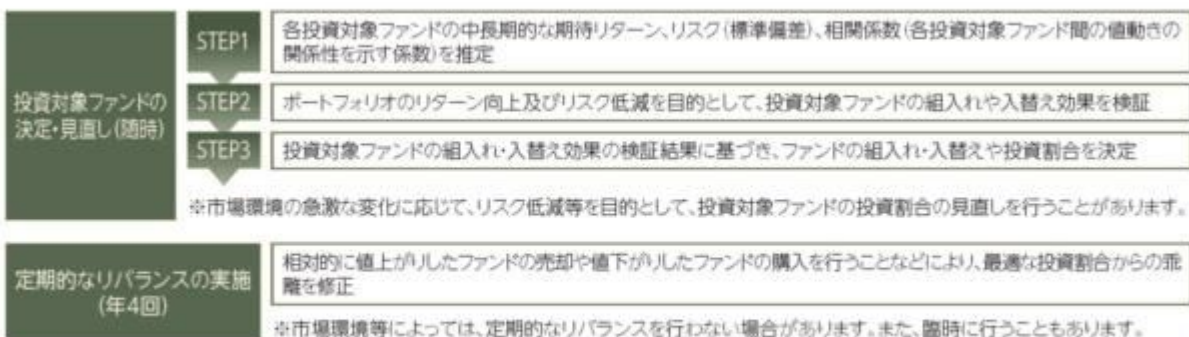 投資対象ファンドの
決定・見直し(随時)
STEP1
各投資対象ファンドの中長期的な期待リターン、リスク(標準偏差)、相関係数(各投資対象ファンド間の値動きの
関係性を示す係数)を推定
STEP2
ポートフォリオのリターン向上及びリスク低減を目的として、投資対象ファンドの組入れや入替え効果を検証
STEP3
投資対象ファンドの組入れ・入替え効果の検証結果に基づき、ファンドの組入れ・入替えや投資割合を決定
※市場環境の急激な変化に応じて、リスク低減等を目的として、投資対象ファンドの投資割合の見直しを行うことがあります。
定期的なリバランスの実施
(年4回)
相対的に値上がりしたファンドの売却や値下がりしたファンドの購入を行うことなどにより、最適な投資割合からの乖
離を修正
※市場環境等によっては、定期的なリバランスを行わない場合があります。また、臨時に行うこともあります。